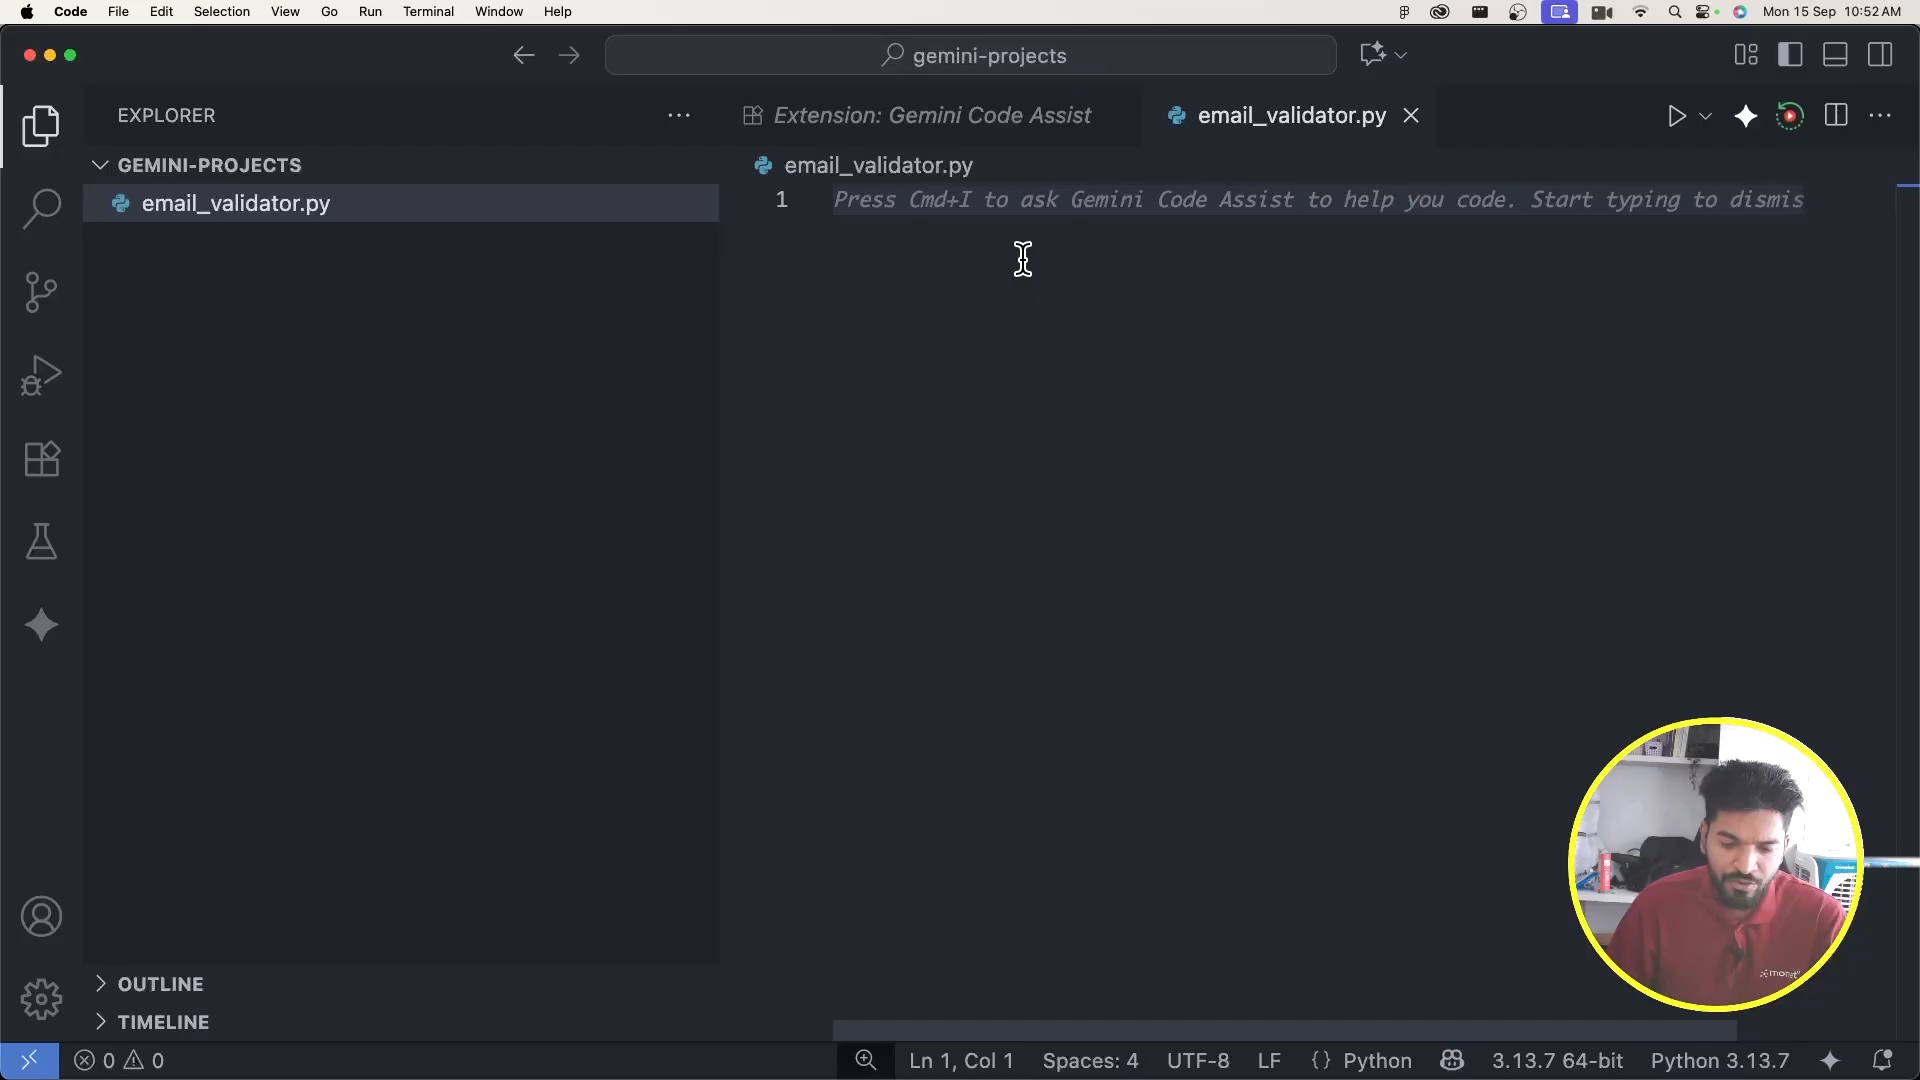 Code File Edit Selection View Go Run Terminal Window Help Mon 15 Sep 10:52 AM
gemini-projects
EXPLORER
Extension: Gemini Code Assist
email_validator.py
GEMINI-PROJECTS
email_validator.py
email_validator.py
1 Press Cmd+I to ask Gemini Code Assist to help you code. Start typing to dismis
monet
OUTLINE
TIMELINE
0 0 Ln 1, Col 1 Spaces: 4 UTF-8 LF {} Python 3.13.7 64-bit Python 3.13.7